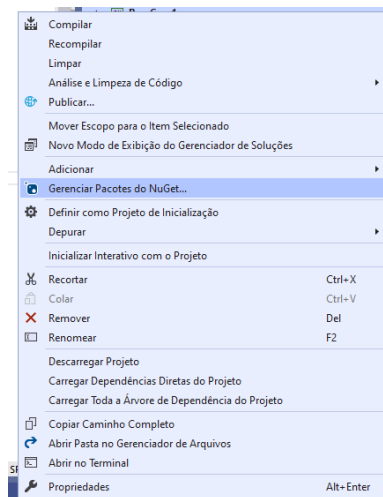 Compilar
Recompilar
Limpar
Análise e Limpeza de Código
Publicar...
Mover Escopo para o Item Selecionado
Novo Modo de Exibição do Gerenciador de Soluções
Adicionar
Gerenciar Pacotes do NuGet...
Definir como Projeto de Inicialização
Depurar
Inicializar Interativo com o Projeto
Recortar Ctrl+X
Colar Ctrl+V
Remover Del
Renomear F2
Descarregar Projeto
Carregar Dependências Diretas do Projeto
Carregar Toda a Árvore de Dependência do Projeto
Copiar Caminho Completo
Abrir Pasta no Gerenciador de Arquivos
Abrir no Terminal
Propriedades Alt+Enter